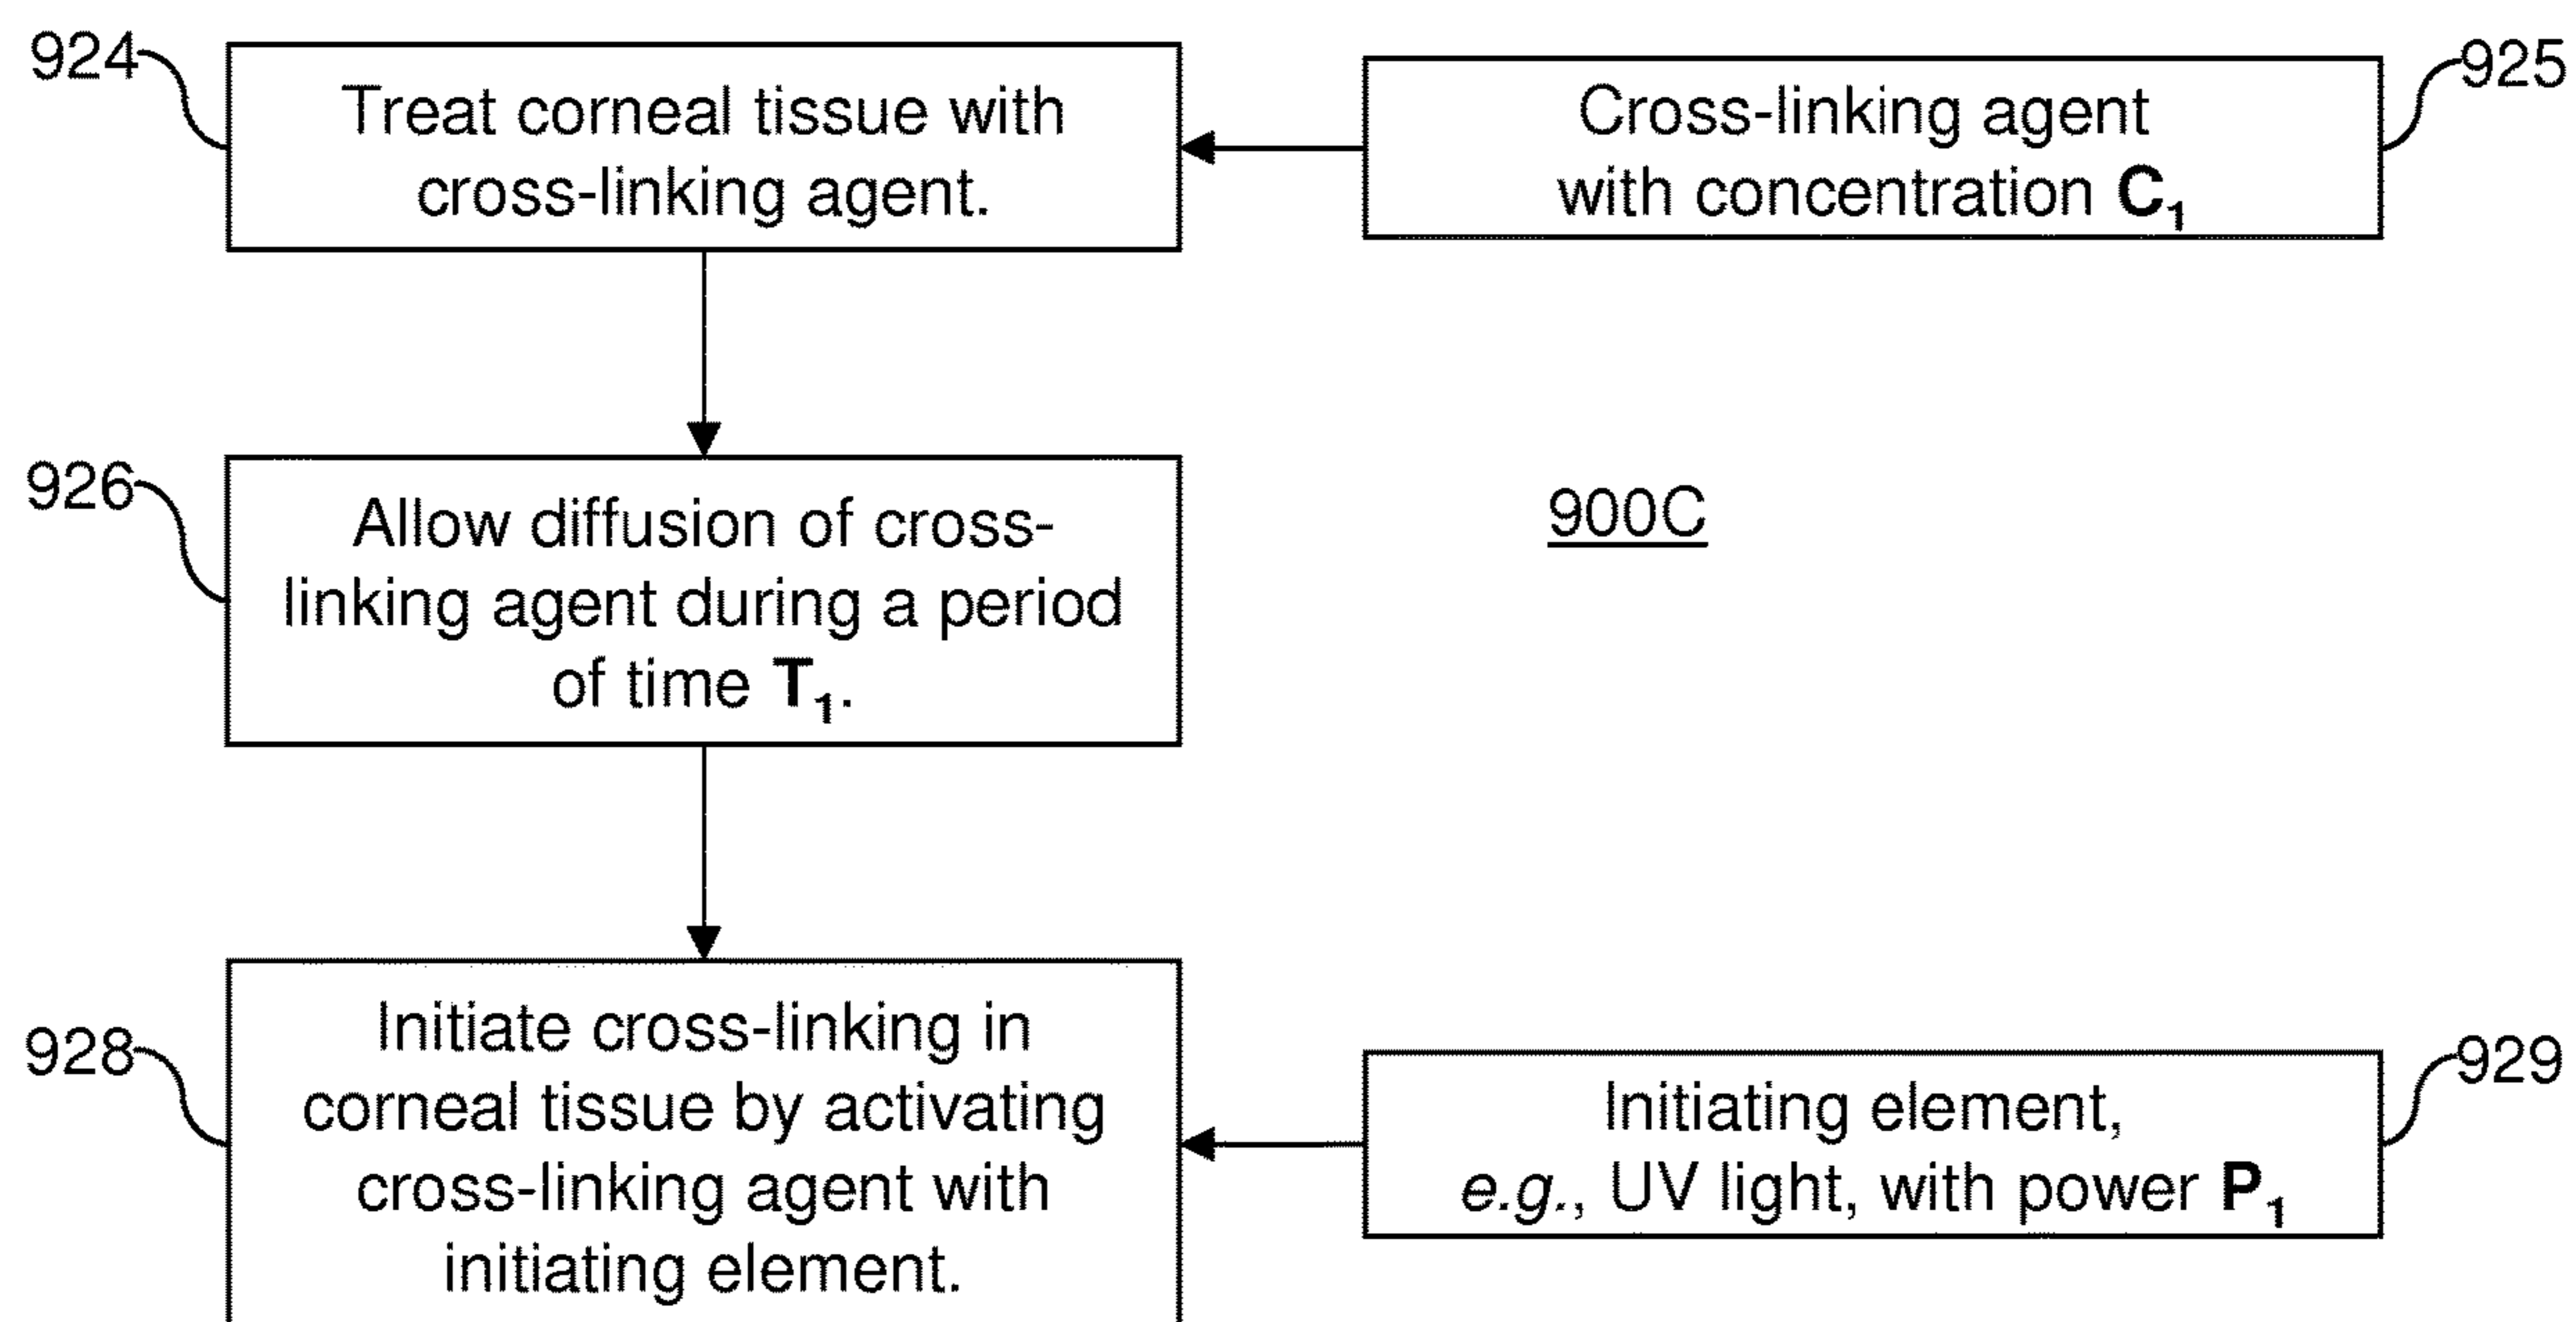 924
Treat corneal tissue with
cross-linking agent.
Cross-linking agent
with concentration C₁
925
926
Allow diffusion of cross-
linking agent during a period
of time T₁.
900C
928
Initiate cross-linking in
corneal tissue by activating
cross-linking agent with
initiating element.
Initiating element,
e.g., UV light, with power P₁
929